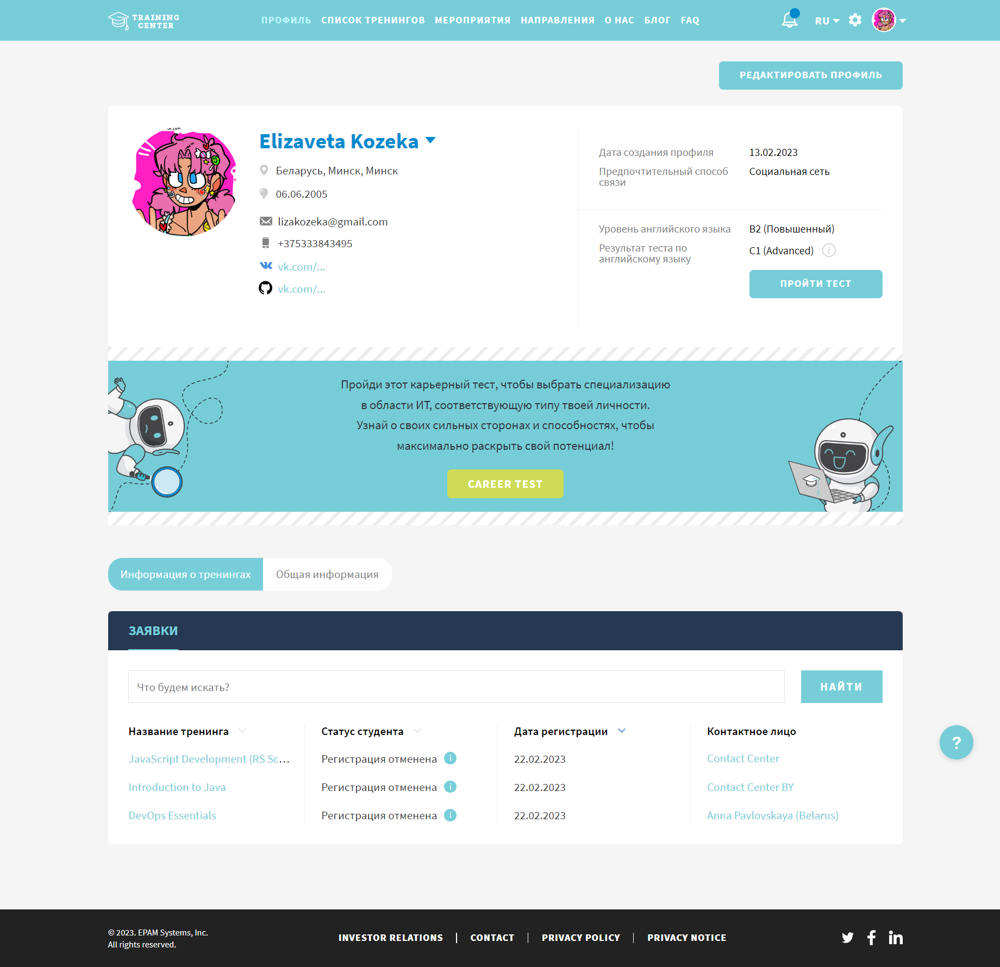 TRAINING
CENTER
ПРОФИЛЬ СПИСОК ТРЕНИНГОВ МЕРОПРИЯТИЯ НАПРАВЛЕНИЯ О НАС БЛОГ FAQ
RU
РЕДАКТИРОВАТЬ ПРОФИЛЬ
Elizaveta Kozeka
Беларусь, Минск, Минск
06.06.2005
lizakozeka@gmail.com
+375333843495
vk.com/...
vk.com/...
Дата создания профиля 13.02.2023
Предпочтительный способ
связи
Социальная сеть
Уровень английского языка B2 (Повышенный)
Результат теста по
английскому языку
C1 (Advanced) i
ПРОЙТИ ТЕСТ
Пройди этот карьерный тест, чтобы выбрать специализацию
в области ИТ, соответствующую типу твоей личности.
Узнай о своих сильных сторонах и способностях, чтобы
максимально раскрыть свой потенциал!
CAREER TEST
Информация о тренингах Общая информация
ЗАЯВКИ
Что будем искать?
НАЙТИ
Название тренинга Статус студента Дата регистрации Контактное лицо
JavaScript Development (RS Sc... Регистрация отменена i 22.02.2023 Contact Center
Introduction to Java Регистрация отменена i 22.02.2023 Contact Center BY
DevOps Essentials Регистрация отменена i 22.02.2023 Anna Pavlovskaya (Belarus)
?
© 2023. EPAM Systems, Inc.
All rights reserved.
INVESTOR RELATIONS | CONTACT | PRIVACY POLICY | PRIVACY NOTICE